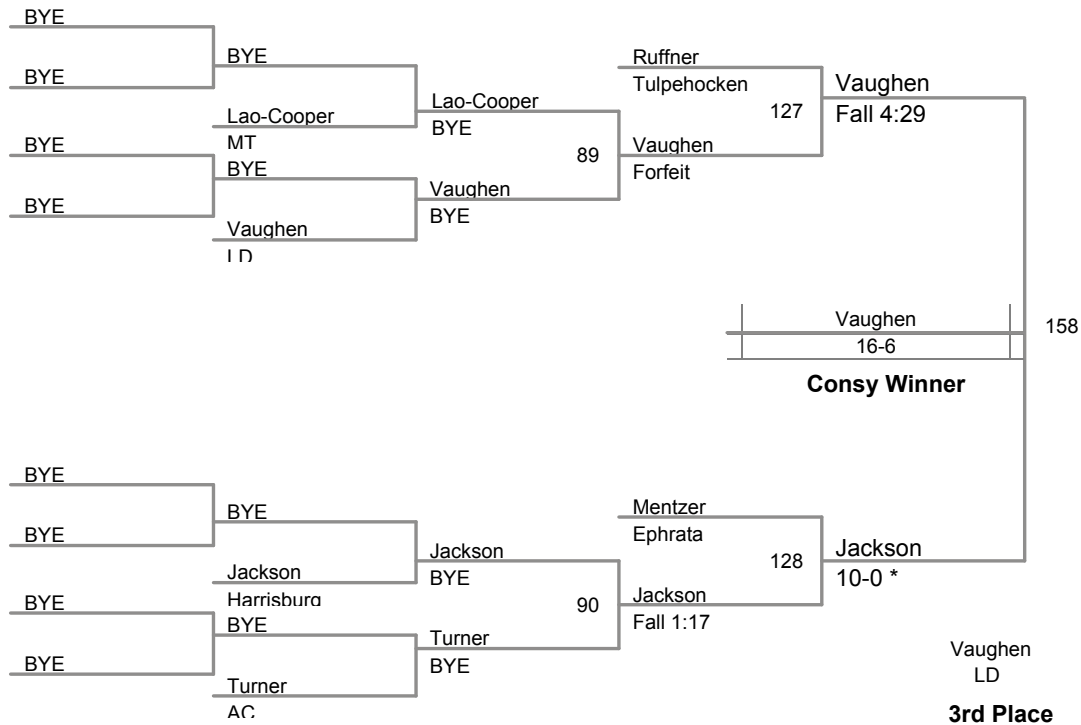 BYE
BYE
BYE
Ruffner
Tulpehocken
Vaughen
Fall 4:29
Lao-Cooper
MT
Lao-Cooper
BYE
127
BYE
BYE
89
Vaughen
Forfeit
BYE
Vaughen
BYE
Vaughen
LD
Vaughen
16-6
158
Consy Winner
BYE
BYE
BYE
Mentzer
Ephrata
Jackson
10-0 *
Jackson
Harrisburg
Jackson
BYE
128
BYE
BYE
90
Jackson
Fall 1:17
BYE
Turner
BYE
Turner
AC
Vaughen
LD
3rd Place